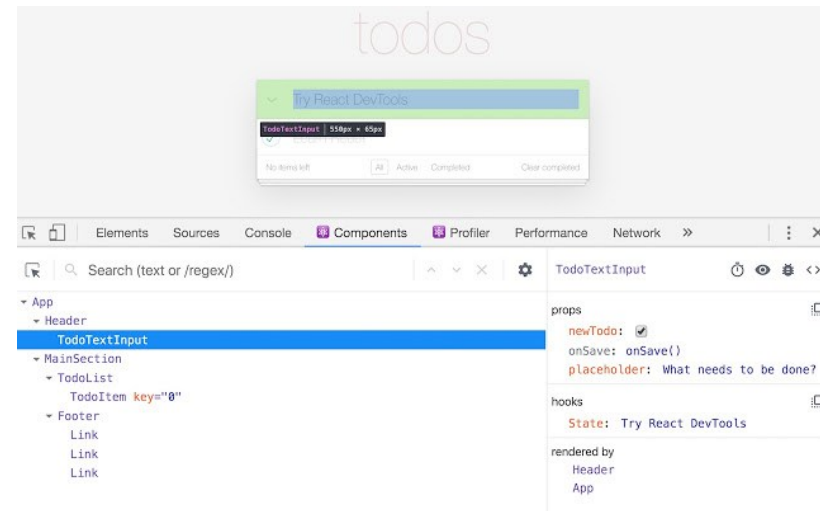 todos
Try React DevTools
TodoTextInput | 550px × 65px
No items left All Active Completed Clear completed
Elements Sources Console Components Profiler Performance Network »
Search (text or /regex/)
TodoTextInput
App
Header
TodoTextInput
MainSection
TodoList
TodoItem key="0"
Footer
Link
Link
Link
props
newTodo:
onSave: onSave()
placeholder: What needs to be done?
hooks
State: Try React DevTools
rendered by
Header
App